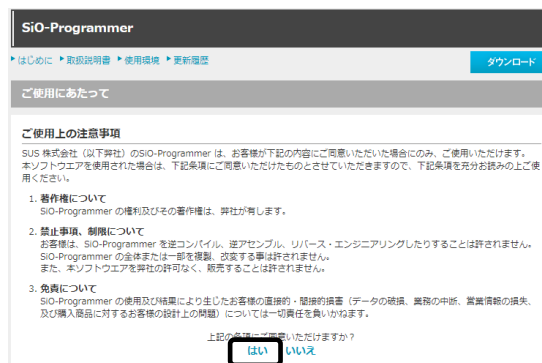 SiO-Programmer
はじめに 取扱説明書 使用環境 更新履歴
ダウンロード
ご使用にあたって
ご使用上の注意事項
SUS 株式会社（以下弊社）のSiO-Programmer は、お客様が下記の内容にご同意いただいた場合にのみ、ご使用いただけます。
本ソフトウエアを使用された場合は、下記条項にご同意いただけたものとさせていただきますので、下記条項を充分お読みの上ご使
用ください。
1. 著作権について
SiO-Programmer の権利及びその著作権は、弊社が有します。
2. 禁止事項、制限について
お客様は、SiO-Programmer を逆コンパイル、逆アセンブル、リバース・エンジニアリングしたりすることは許されません。
SiO-Programmer の全体または一部を複製、改変する事は許されません。
また、本ソフトウエアを弊社の許可なく、販売することは許されません。
3. 免責について
SiO-Programmer の使用及び結果により生じたお客様の直接的・間接的損害（データの破損、業務の中断、営業情報の損失、
及び購入商品に対するお客様の設計上の問題）については一切責任を負いかねます。
上記の条項にご同意いただけますか？
はい いいえ